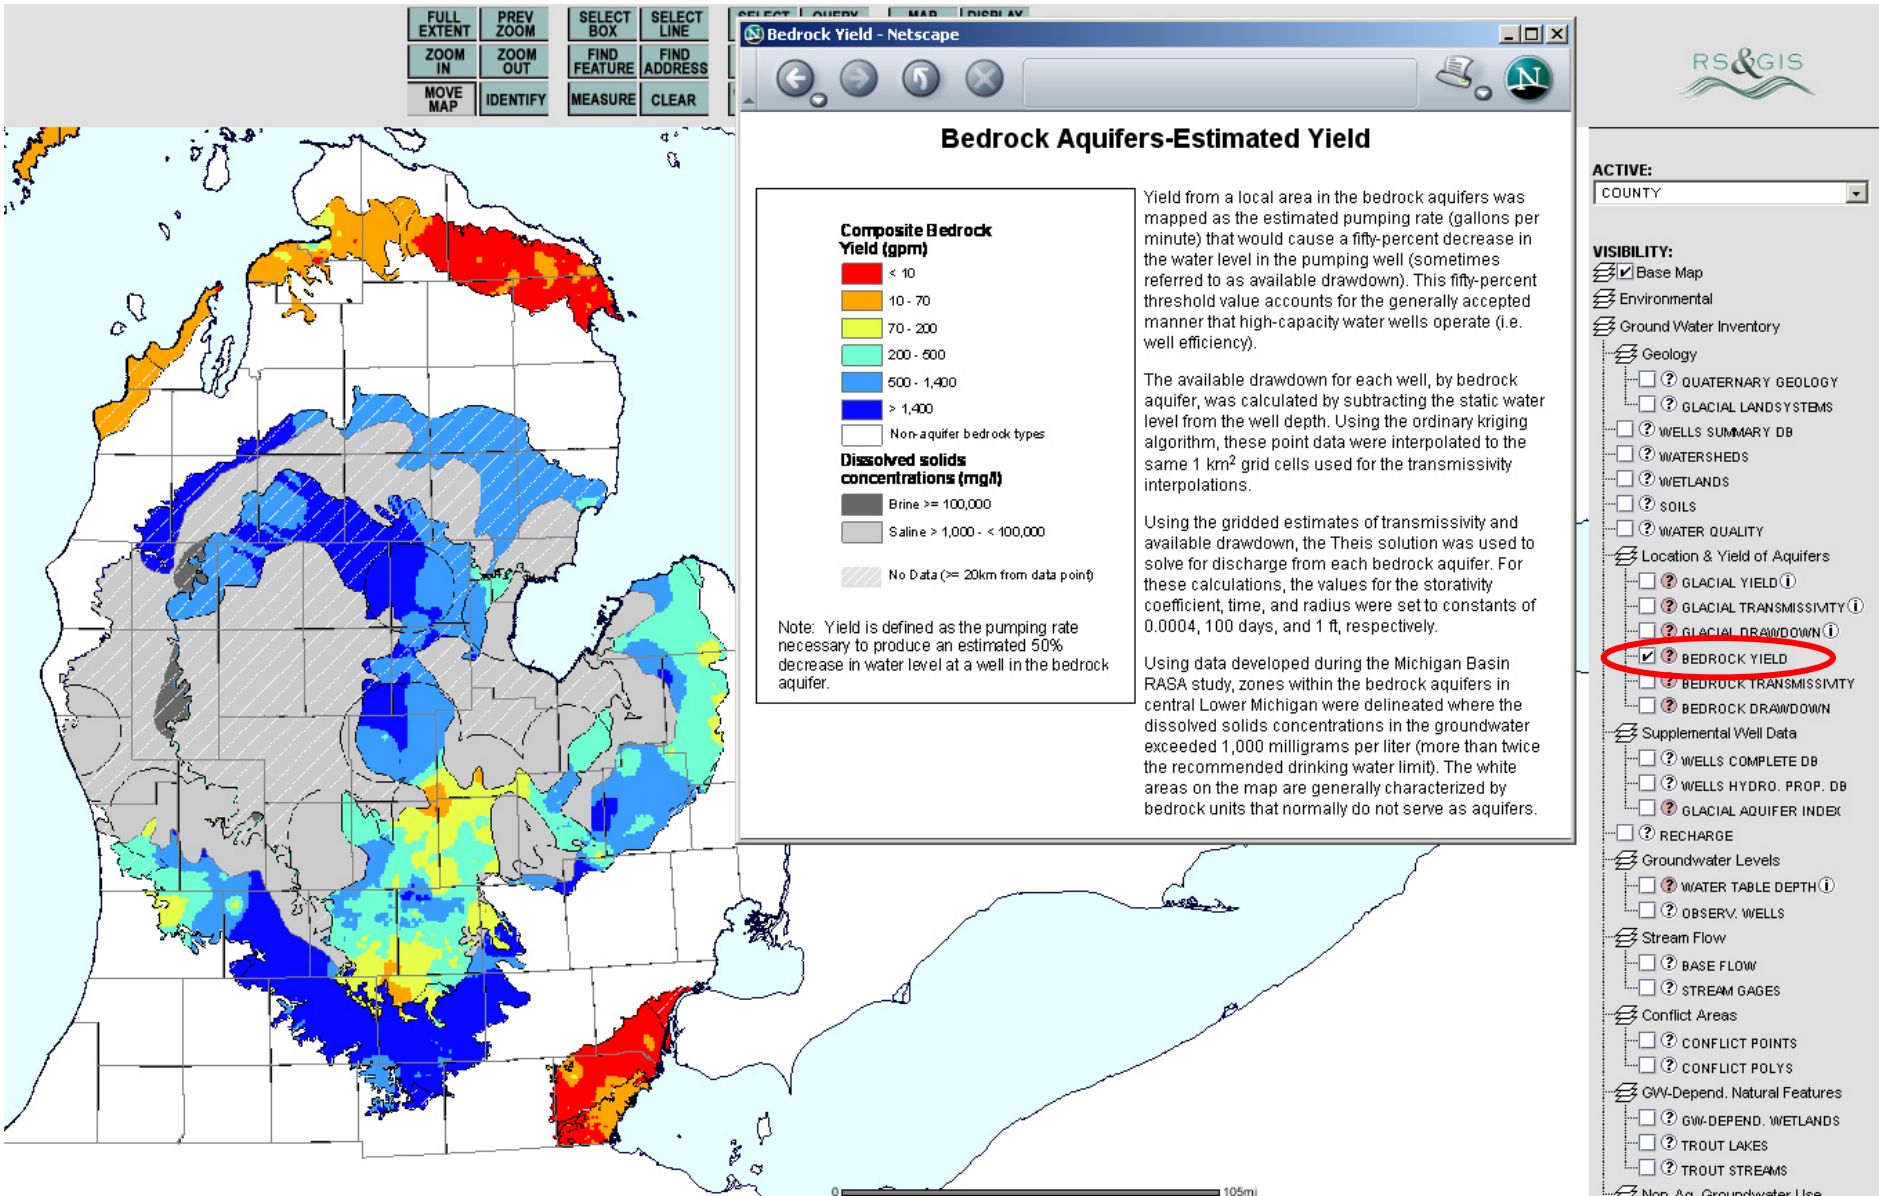 FULL EXTENT
PREV ZOOM
SELECT BOX
SELECT LINE
ZOOM IN
ZOOM OUT
FIND FEATURE
FIND ADDRESS
MOVE MAP
IDENTIFY
MEASURE
CLEAR
SELECT
QUERY
MAP
DISPLAY
Bedrock Yield - Netscape
N
Bedrock Aquifers-Estimated Yield
Composite Bedrock
Yield (gpm)
< 10
10 - 70
70 - 200
200 - 500
500 - 1,400
> 1,400
Non-aquifer bedrock types
Dissolved solids
concentrations (mg/l)
Brine >= 100,000
Saline > 1,000 - < 100,000
No Data (>= 20km from data point)
Note: Yield is defined as the pumping rate
necessary to produce an estimated 50%
decrease in water level at a well in the bedrock
aquifer.
Yield from a local area in the bedrock aquifers was
mapped as the estimated pumping rate (gallons per
minute) that would cause a fifty-percent decrease in
the water level in the pumping well (sometimes
referred to as available drawdown). This fifty-percent
threshold value accounts for the generally accepted
manner that high-capacity water wells operate (i.e.
well efficiency).
The available drawdown for each well, by bedrock
aquifer, was calculated by subtracting the static water
level from the well depth. Using the ordinary kriging
algorithm, these point data were interpolated to the
same 1 km² grid cells used for the transmissivity
interpolations.
Using the gridded estimates of transmissivity and
available drawdown, the Theis solution was used to
solve for discharge from each bedrock aquifer. For
these calculations, the values for the storativity
coefficient, time, and radius were set to constants of
0.0004, 100 days, and 1 ft, respectively.
Using data developed during the Michigan Basin
RASA study, zones within the bedrock aquifers in
central Lower Michigan were delineated where the
dissolved solids concentrations in the groundwater
exceeded 1,000 milligrams per liter (more than twice
the recommended drinking water limit). The white
areas on the map are generally characterized by
bedrock units that normally do not serve as aquifers.
0 105mi
RS&GIS
ACTIVE:
COUNTY
VISIBILITY:
Base Map
Environmental
Ground Water Inventory
Geology
? QUATERNARY GEOLOGY
? GLACIAL LANDSYSTEMS
? WELLS SUMMARY DB
? WATERSHEDS
? WETLANDS
? SOILS
? WATER QUALITY
Location & Yield of Aquifers
? GLACIAL YIELD i
? GLACIAL TRANSMISSIVITY i
? GLACIAL DRAWDOWN i
? BEDROCK YIELD
? BEDROCK TRANSMISSIVITY
? BEDROCK DRAWDOWN
Supplemental Well Data
? WELLS COMPLETE DB
? WELLS HYDRO. PROP. DB
? GLACIAL AQUIFER INDEX
? RECHARGE
Groundwater Levels
? WATER TABLE DEPTH i
? OBSERV. WELLS
Stream Flow
? BASE FLOW
? STREAM GAGES
Conflict Areas
? CONFLICT POINTS
? CONFLICT POLYS
GW-Depend. Natural Features
? GW-DEPEND. WETLANDS
? TROUT LAKES
? TROUT STREAMS
Non-Ag. Groundwater Use